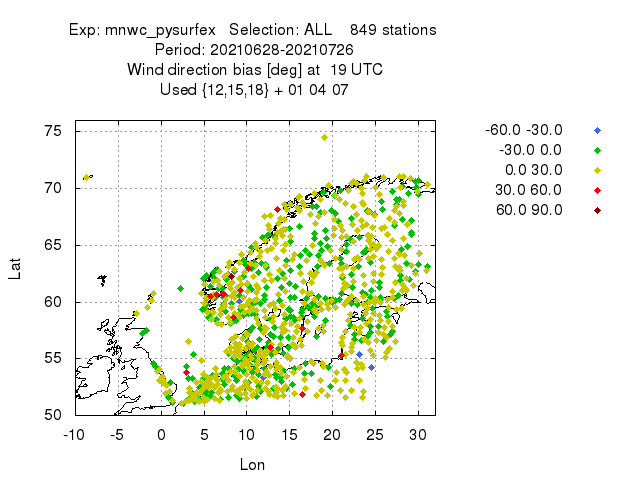 Exp: mnwc_pysurfex   Selection: ALL    849 stations
Period: 20210628-20210726
Wind direction bias [deg] at  19 UTC
Used {12,15,18} + 01 04 07
-60.0 -30.0
-30.0 0.0
0.0 30.0
30.0 60.0
60.0 90.0
75
70
65
60
55
50
Lat
-10 -5 0 5 10 15 20 25 30
Lon